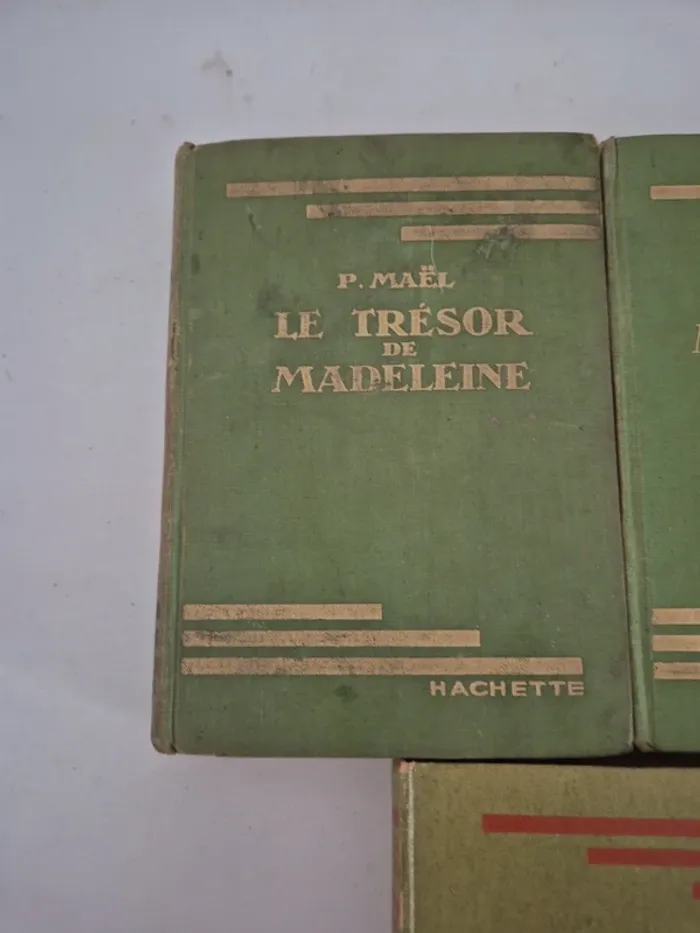 P. MAËL
LE TRÉSOR
DE
MADELEINE
HACHETTE